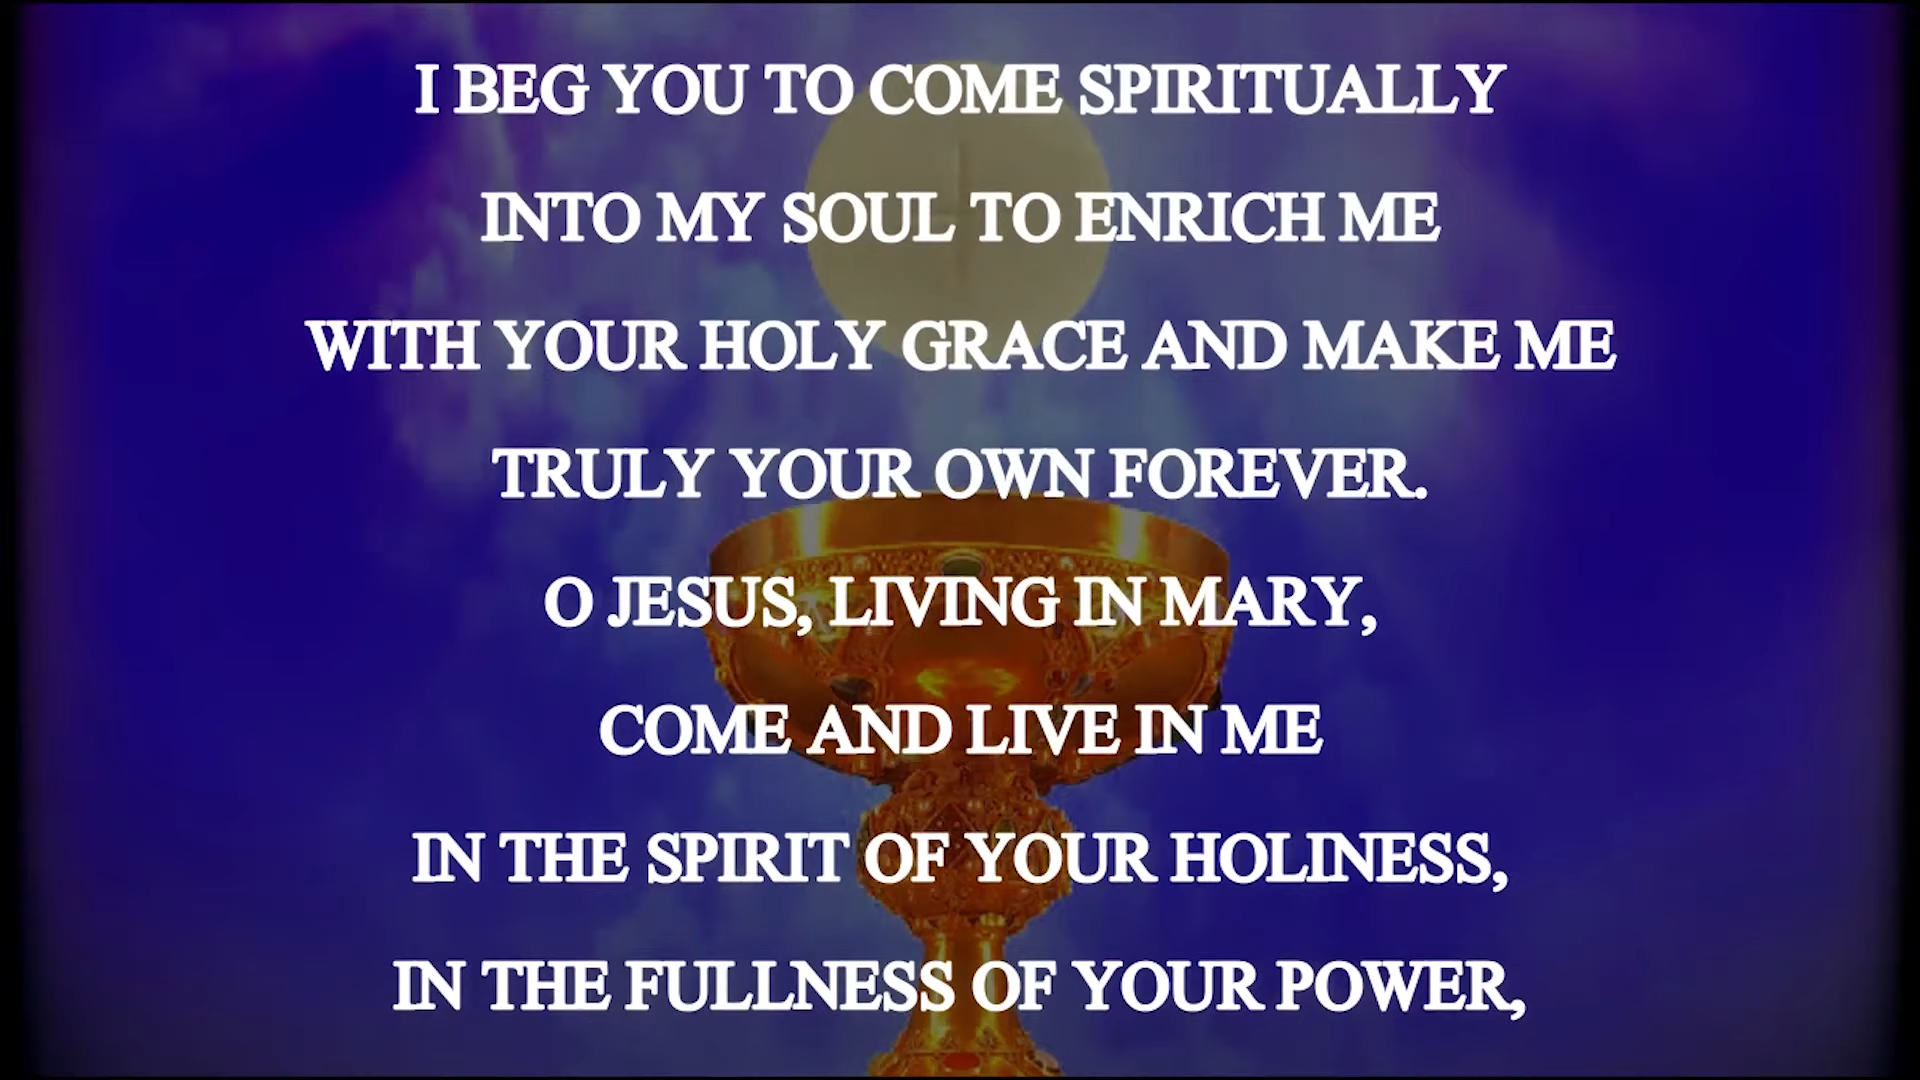 I BEG YOU TO COME SPIRITUALLY
INTO MY SOUL TO ENRICH ME
WITH YOUR HOLY GRACE AND MAKE ME
TRULY YOUR OWN FOREVER.
O JESUS, LIVING IN MARY,
COME AND LIVE IN ME
IN THE SPIRIT OF YOUR HOLINESS,
IN THE FULLNESS OF YOUR POWER,